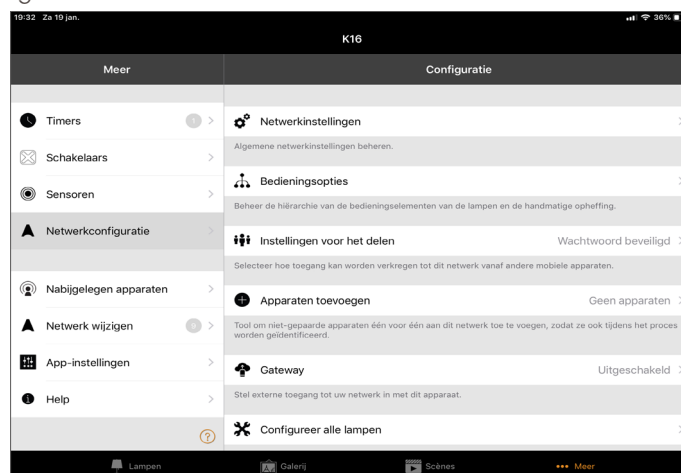 19:32 Za 19 jan.
36%
K16
Meer
Configuratie
Timers
1
Schakelaars
Sensoren
Netwerkconfiguratie
Nabijgelegen apparaten
Netwerk wijzigen
9
App-instellingen
Help
?
Netwerkinstellingen
Algemene netwerkinstellingen beheren.
Bedieningsopties
Beheer de hiërarchie van de bedieningselementen van de lampen en de handmatige opheffing.
Instellingen voor het delen
Wachtwoord beveiligd
Selecteer hoe toegang kan worden verkregen tot dit netwerk vanaf andere mobiele apparaten.
Apparaten toevoegen
Geen apparaten
Tool om niet-gepaarde apparaten één voor één aan dit netwerk toe te voegen, zodat ze ook tijdens het proces
worden geïdentificeerd.
Gateway
Uitgeschakeld
Stel externe toegang tot uw netwerk in met dit apparaat.
Configureer alle lampen
Lampen
Galerij
Scènes
Meer